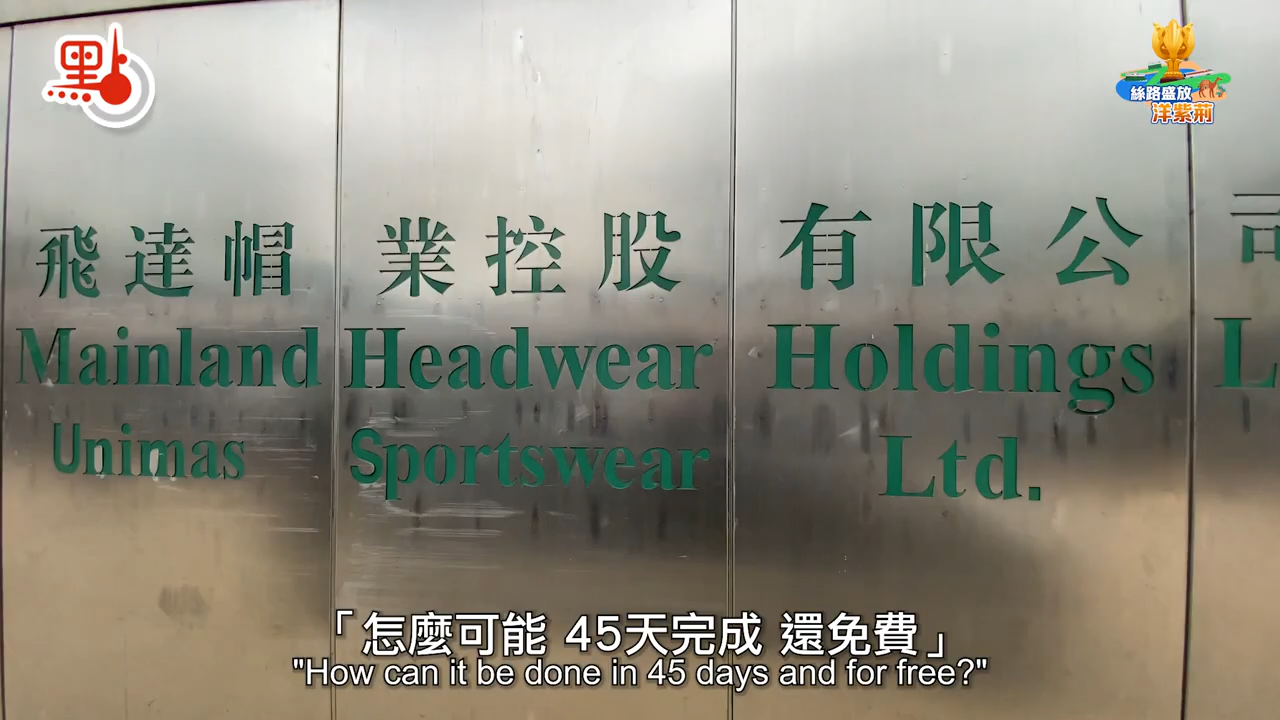 點
絲路盛放
洋紫荊
飛達帽業控股有限公司
Mainland Headwear Holdings L
Unimas Sportswear Ltd.
「怎麼可能 45天完成 還免費」
"How can it be done in 45 days and for free?"